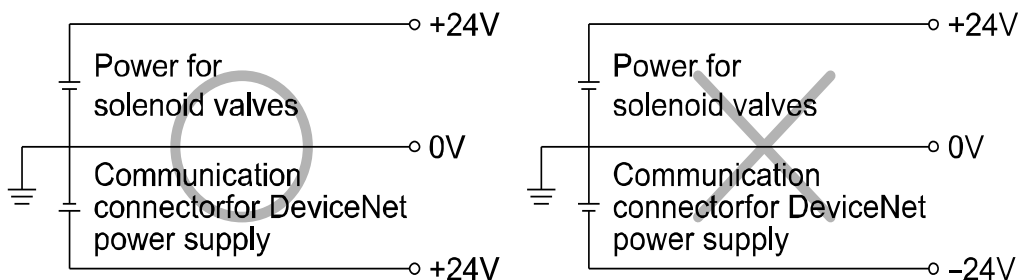 +24V
Power for
solenoid valves
0V
Communication
connectorfor DeviceNet
power supply
+24V
+24V
Power for
solenoid valves
0V
Communication
connectorfor DeviceNet
power supply
–24V